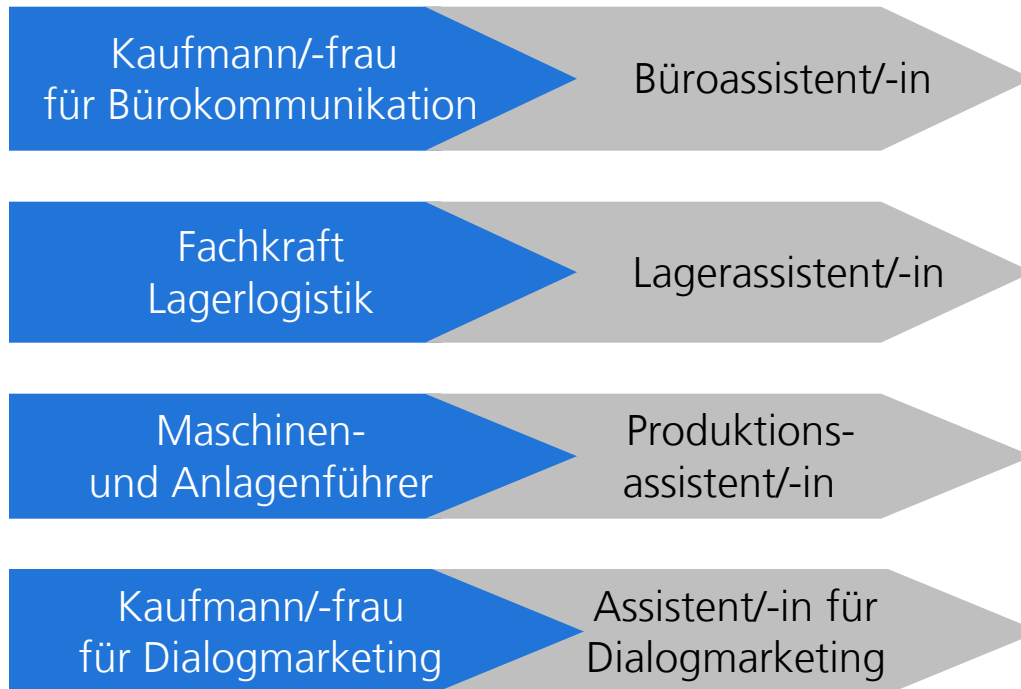 Kaufmann/-frau
für Bürokommunikation
Büroassistent/-in
Fachkraft
Lagerlogistik
Lagerassistent/-in
Maschinen-
und Anlagenführer
Produktions-
assistent/-in
Kaufmann/-frau
für Dialogmarketing
Assistent/-in für
Dialogmarketing